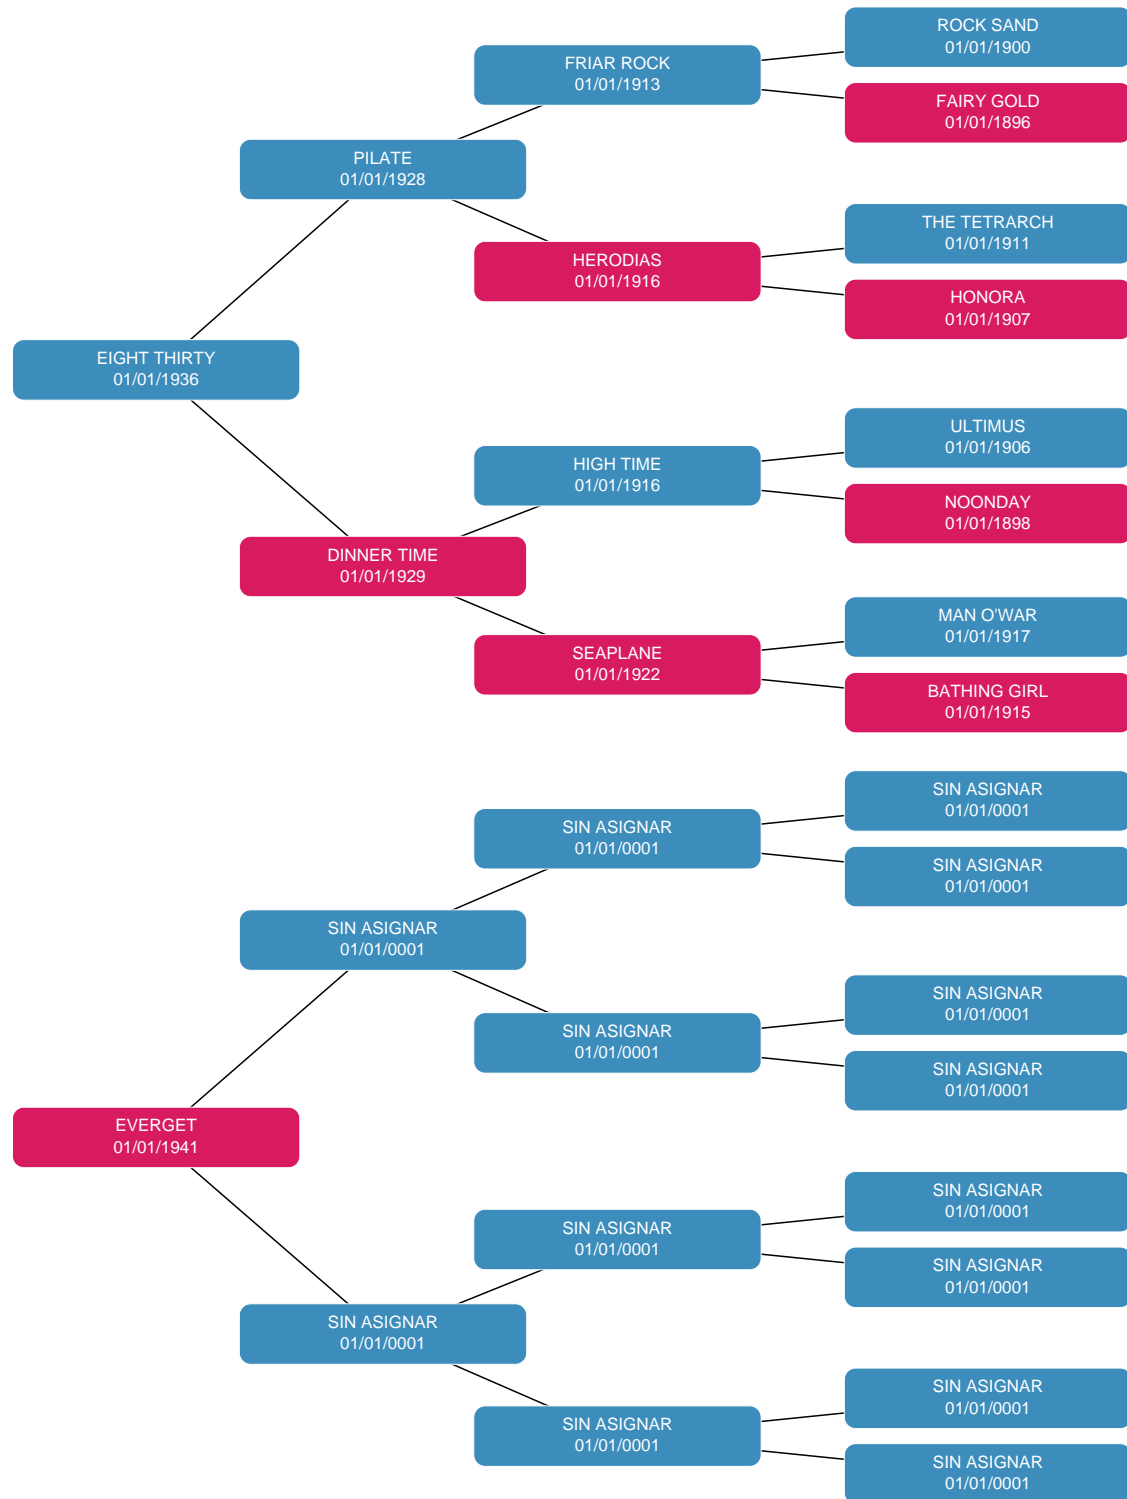 ROCK SAND
01/01/1900
FRIAR ROCK
01/01/1913
FAIRY GOLD
01/01/1896
PILATE
01/01/1928
THE TETRARCH
01/01/1911
HERODIAS
01/01/1916
HONORA
01/01/1907
EIGHT THIRTY
01/01/1936
ULTIMUS
01/01/1906
HIGH TIME
01/01/1916
NOONDAY
01/01/1898
DINNER TIME
01/01/1929
MAN O'WAR
01/01/1917
SEAPLANE
01/01/1922
BATHING GIRL
01/01/1915
SIN ASIGNAR
01/01/0001
SIN ASIGNAR
01/01/0001
SIN ASIGNAR
01/01/0001
SIN ASIGNAR
01/01/0001
SIN ASIGNAR
01/01/0001
SIN ASIGNAR
01/01/0001
SIN ASIGNAR
01/01/0001
EVERGET
01/01/1941
SIN ASIGNAR
01/01/0001
SIN ASIGNAR
01/01/0001
SIN ASIGNAR
01/01/0001
SIN ASIGNAR
01/01/0001
SIN ASIGNAR
01/01/0001
SIN ASIGNAR
01/01/0001
SIN ASIGNAR
01/01/0001